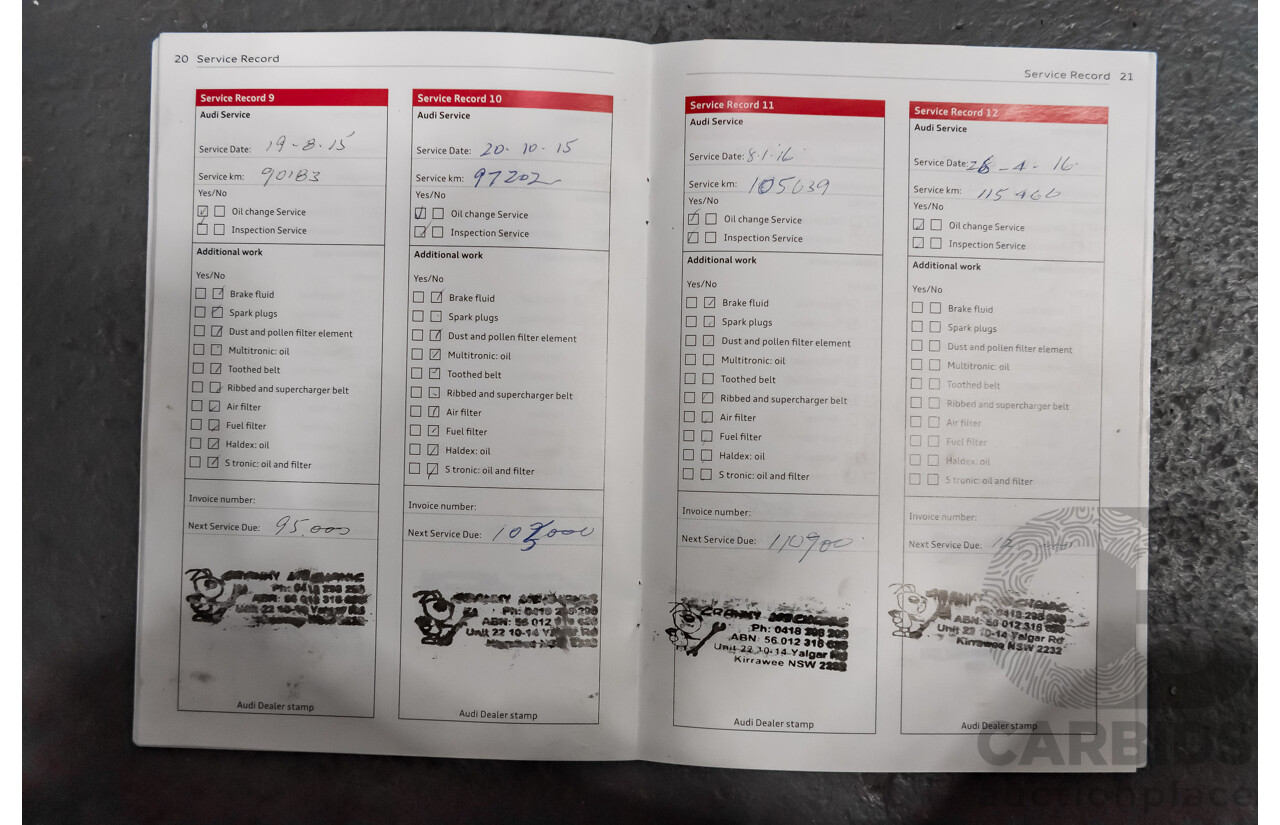 20 Service Record
Service Record 9
Audi Service
Service Date: 19-8-15
Service km: 90183
Yes/No
Oil change Service
Inspection Service
Additional work
Yes/No
Brake fluid
Spark plugs
Dust and pollen filter element
Multitronic: oil
Toothed belt
Ribbed and supercharger belt
Air filter
Fuel filter
Haldex: oil
S tronic: oil and filter
Invoice number:
Next Service Due: 95,000
Audi Dealer stamp
Service Record 10
Audi Service
Service Date: 20-10-15
Service km: 97202
Yes/No
Oil change Service
Inspection Service
Additional work
Yes/No
Brake fluid
Spark plugs
Dust and pollen filter element
Multitronic: oil
Toothed belt
Ribbed and supercharger belt
Air filter
Fuel filter
Haldex: oil
S tronic: oil and filter
Invoice number:
Next Service Due:
Unit 22 10-14 Yalgar Rd
Audi Dealer stamp
Service Record 21
Service Record 11
Audi Service
Service Date: 8.1.16
Service km: 105039
Yes/No
Oil change Service
Inspection Service
Additional work
Yes/No
Brake fluid
Spark plugs
Dust and pollen filter element
Multitronic: oil
Toothed belt
Ribbed and supercharger belt
Air filter
Fuel filter
Haldex: oil
S tronic: oil and filter
Invoice number:
Next Service Due:
Ph: 0418
ABN: 56 012 318
Unit 22 10-14 Yalgar Rd
Kirrawee NSW 2232
Audi Dealer stamp
Service Record 12
Audi Service
Service Date: -4-16
Service km: 115460
Yes/No
Oil change Service
Inspection Service
Additional work
Yes/No
Brake fluid
Spark plugs
Dust and pollen filter element
Multitronic: oil
Toothed belt
Ribbed and supercharger belt
Air filter
Fuel filter
Haldex: oil
S tronic: oil and filter
Invoice number:
Next Service Due:
Unit 22 10-14 Yalgar Rd
Kirrawee NSW 2232
Audi Dealer stamp
CARBIDS
auctionplace